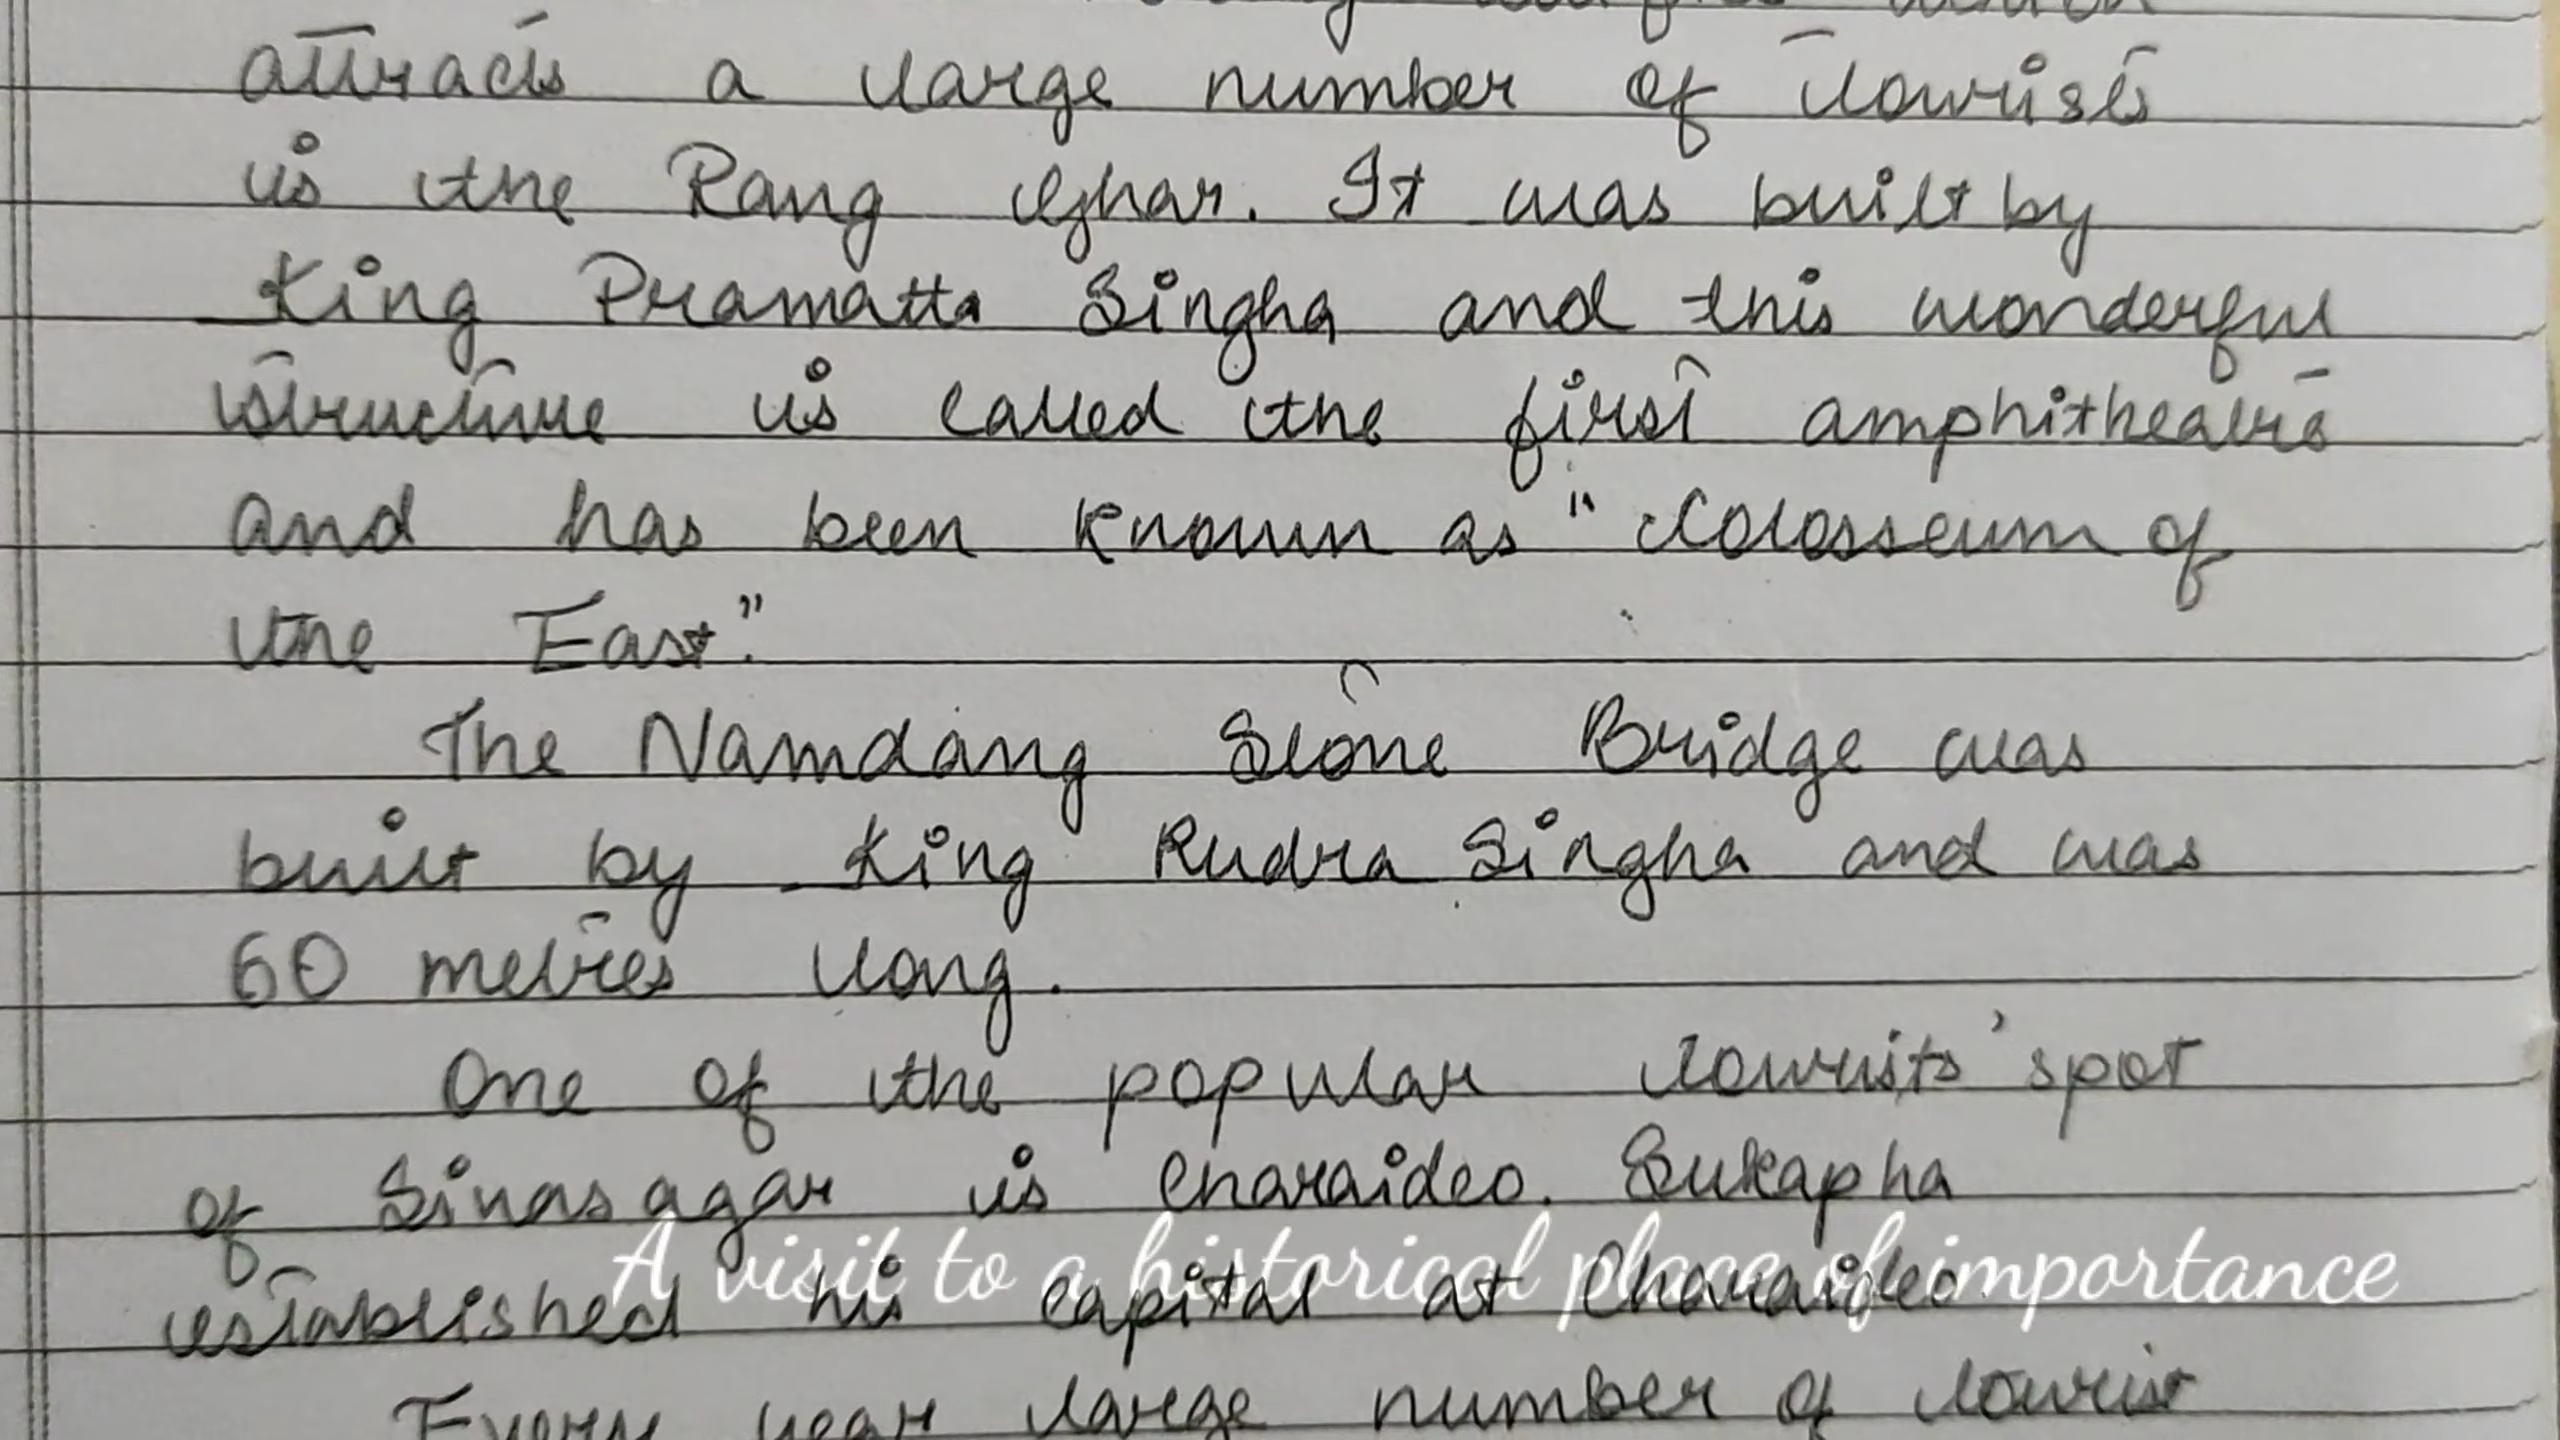 attracts a large number of tourists
is the Rang Ghar. It was built by
King Pramatta Singha and this wonderful
structure is called the first amphitheatre
and has been known as "Colosseum of
the East".
The Namdang Stone Bridge was
built by King Rudra Singha and was
60 metres long.
One of the popular tourists' spot
of Sivasagar is Charaideo. Sukapha
A visit to a historical place of importance
established his capital at Charaideo
Every year large number of tourist